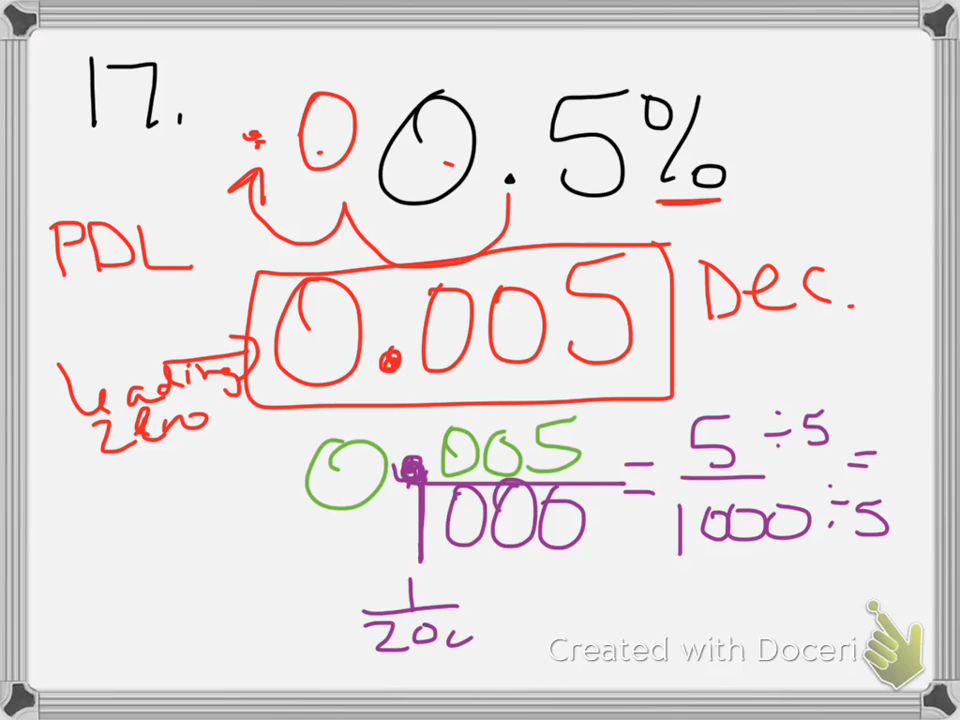 17.
. 0 0.5%
PDL
0.005 Dec.
leading
zero
0.005/1000 = 5/1000 ÷5/÷5 =
1/200
Created with Doceri